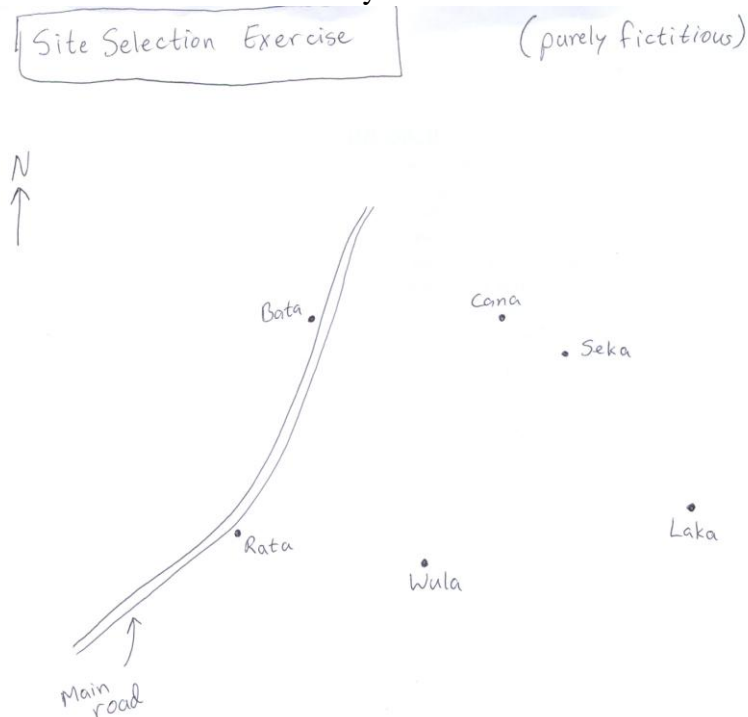 Site Selection Exercise
(purely fictitious)
N
Bata
Cana
Seka
Rata
Laka
Wula
Main
road